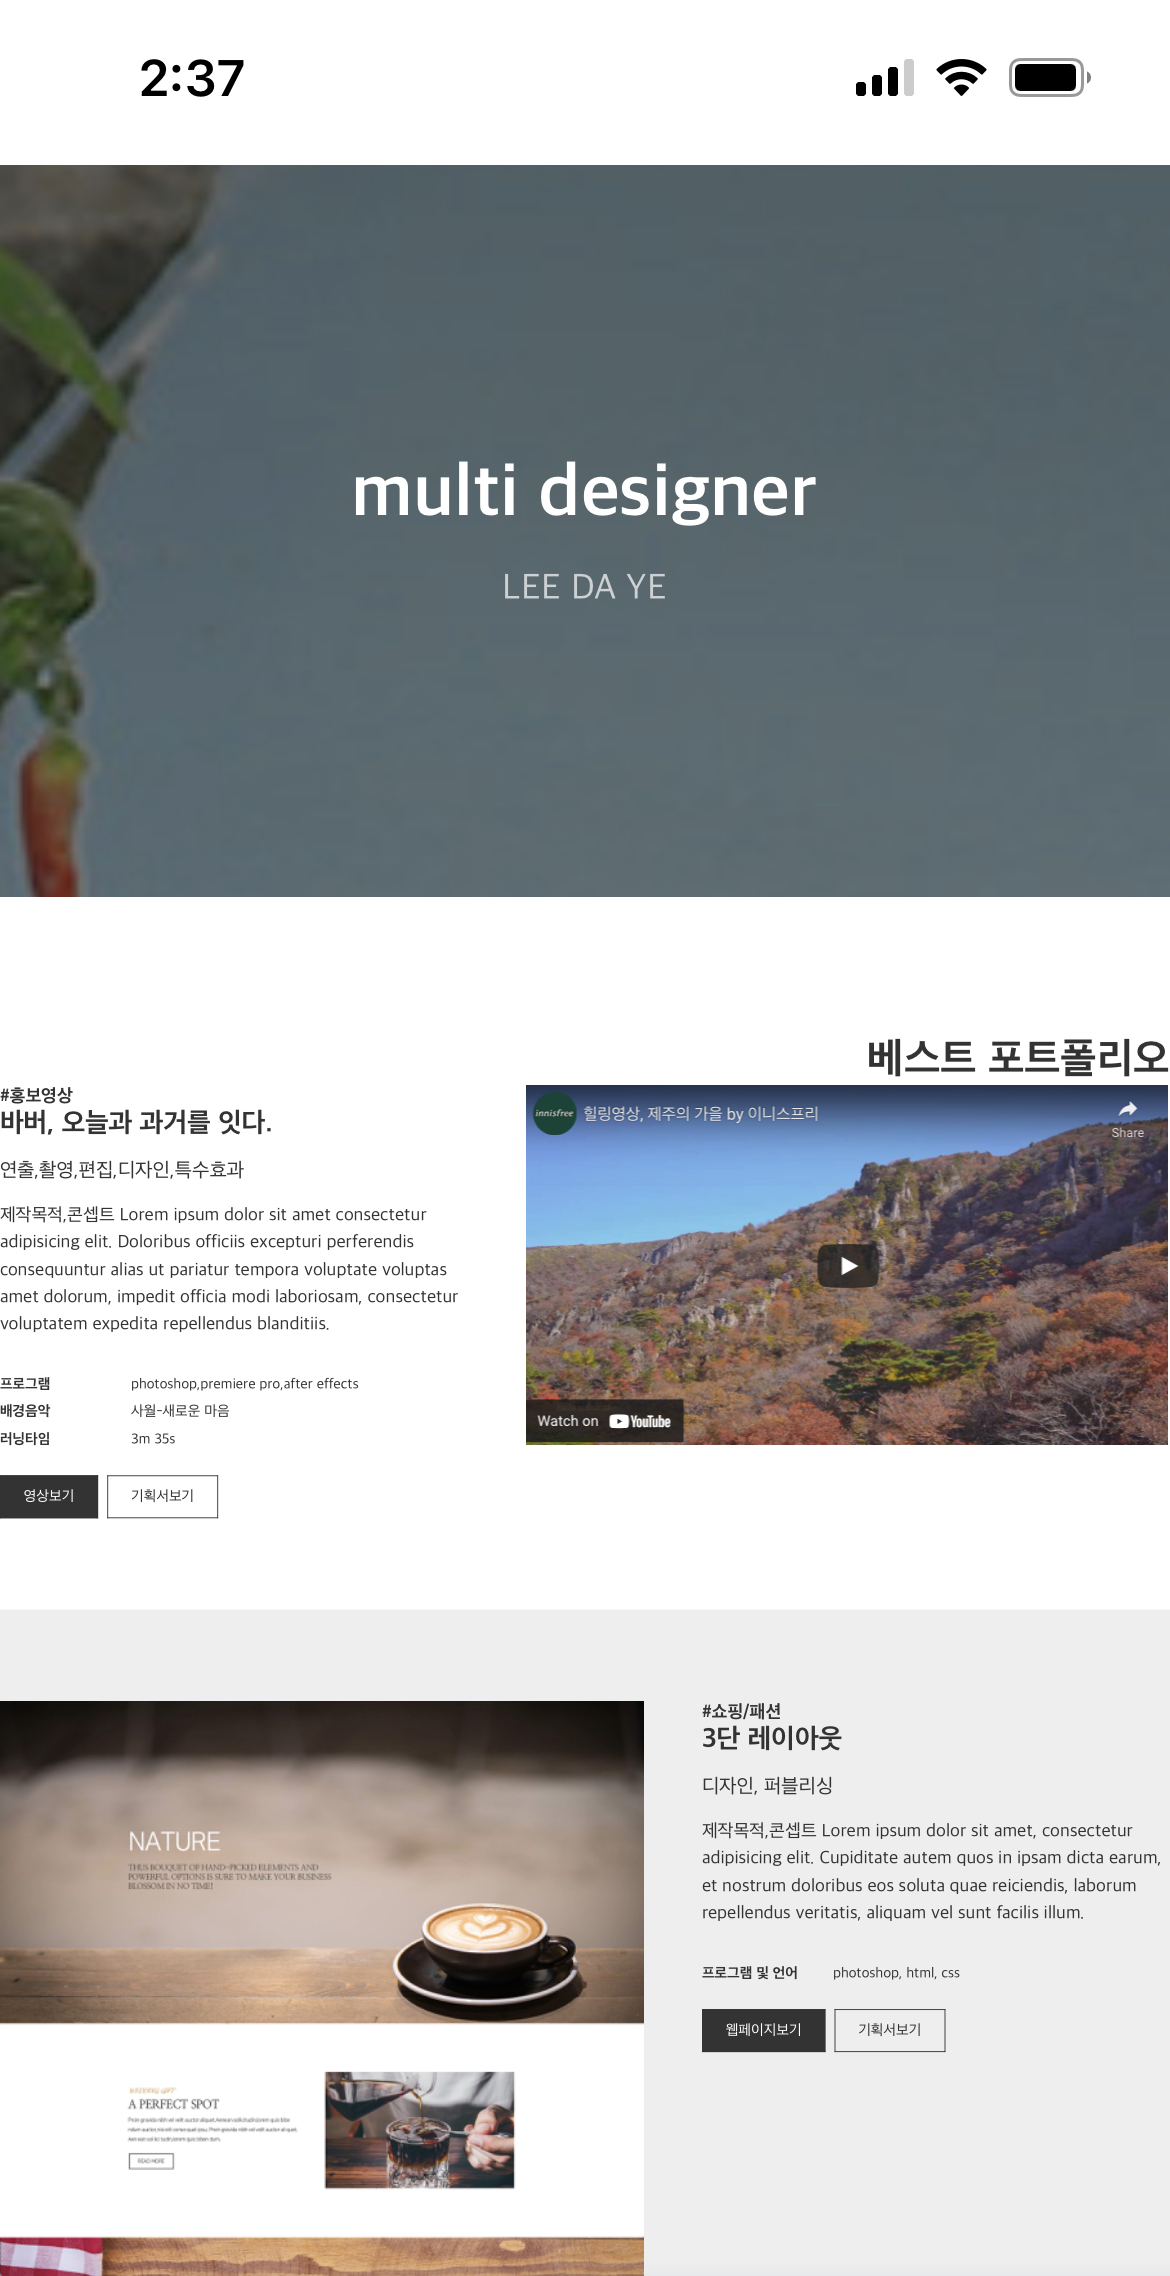 2:37
multi designer
LEE DA YE
베스트 포트폴리오
#홍보영상
바버, 오늘과 과거를 잇다.
연출,촬영,편집,디자인,특수효과
제작목적,콘셉트 Lorem ipsum dolor sit amet consectetur
adipisicing elit. Doloribus officiis excepturi perferendis
consequuntur alias ut pariatur tempora voluptate voluptas
amet dolorum, impedit officia modi laboriosam, consectetur
voluptatem expedita repellendus blanditiis.
프로그램 photoshop,premiere pro,after effects
배경음악 사월-새로운 마음
러닝타임 3m 35s
영상보기 기획서보기
innisfree 힐링영상, 제주의 가을 by 이니스프리
Share
Watch on YouTube
#쇼핑/패션
3단 레이아웃
디자인, 퍼블리싱
제작목적,콘셉트 Lorem ipsum dolor sit amet, consectetur
adipisicing elit. Cupiditate autem quos in ipsam dicta earum,
et nostrum doloribus eos soluta quae reiciendis, laborum
repellendus veritatis, aliquam vel sunt facilis illum.
프로그램 및 언어 photoshop, html, css
웹페이지보기 기획서보기
NATURE
THUS BOUQUET OF HAND-PICKED ELEMENTS AND
POWERFUL OPTIONS IS SURE TO MAKE YOUR BUSINESS
BLOSSOM IN NO TIME!
A PERFECT SPOT
READ MORE